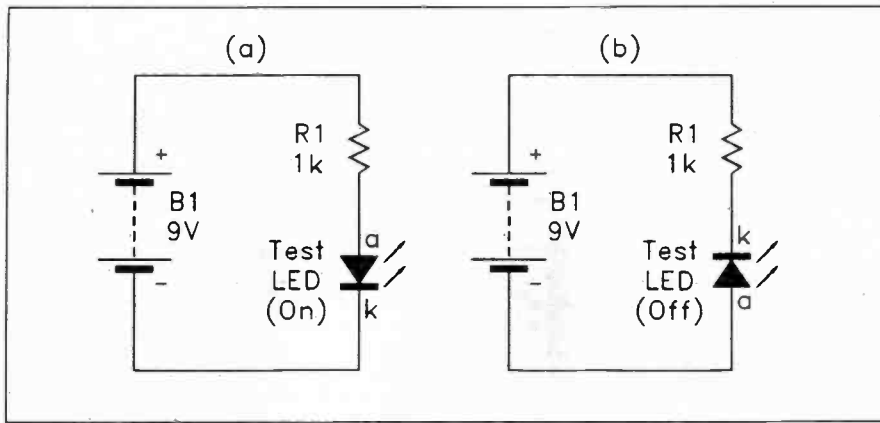 (a)
R1
1k
+
B1
9V
-
Test
LED
(On)
a
k
(b)
R1
1k
+
B1
9V
-
Test
LED
(Off)
k
a